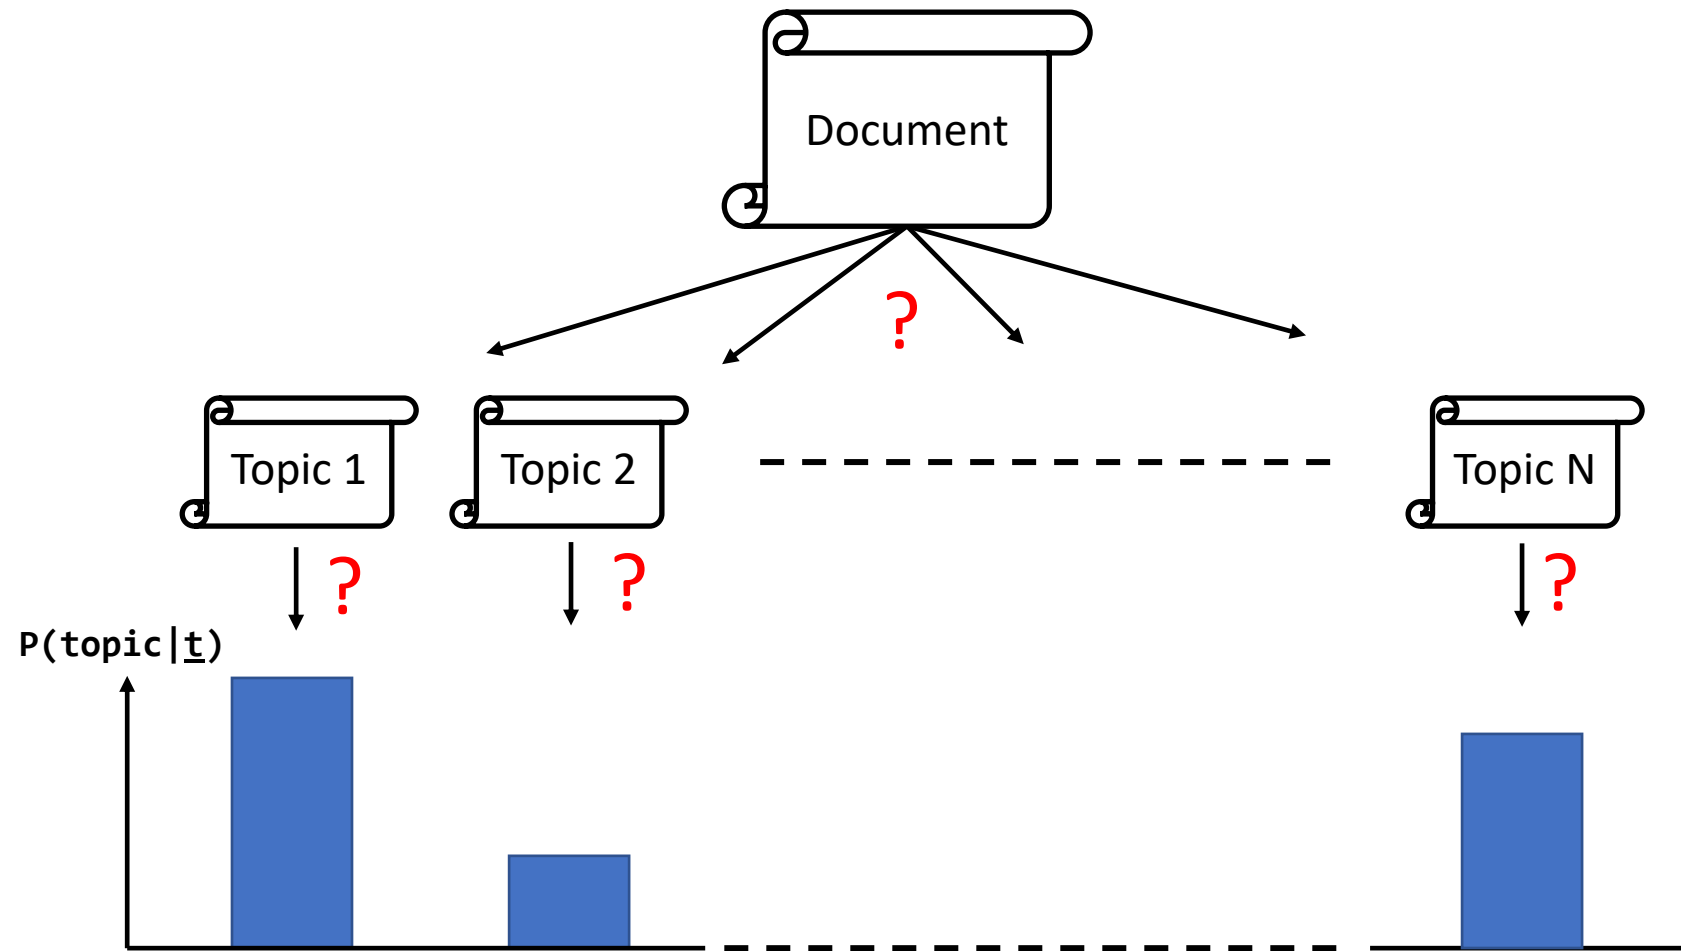 Document
?
Topic 1
Topic 2
Topic N
?
?
?
P(topic|t)